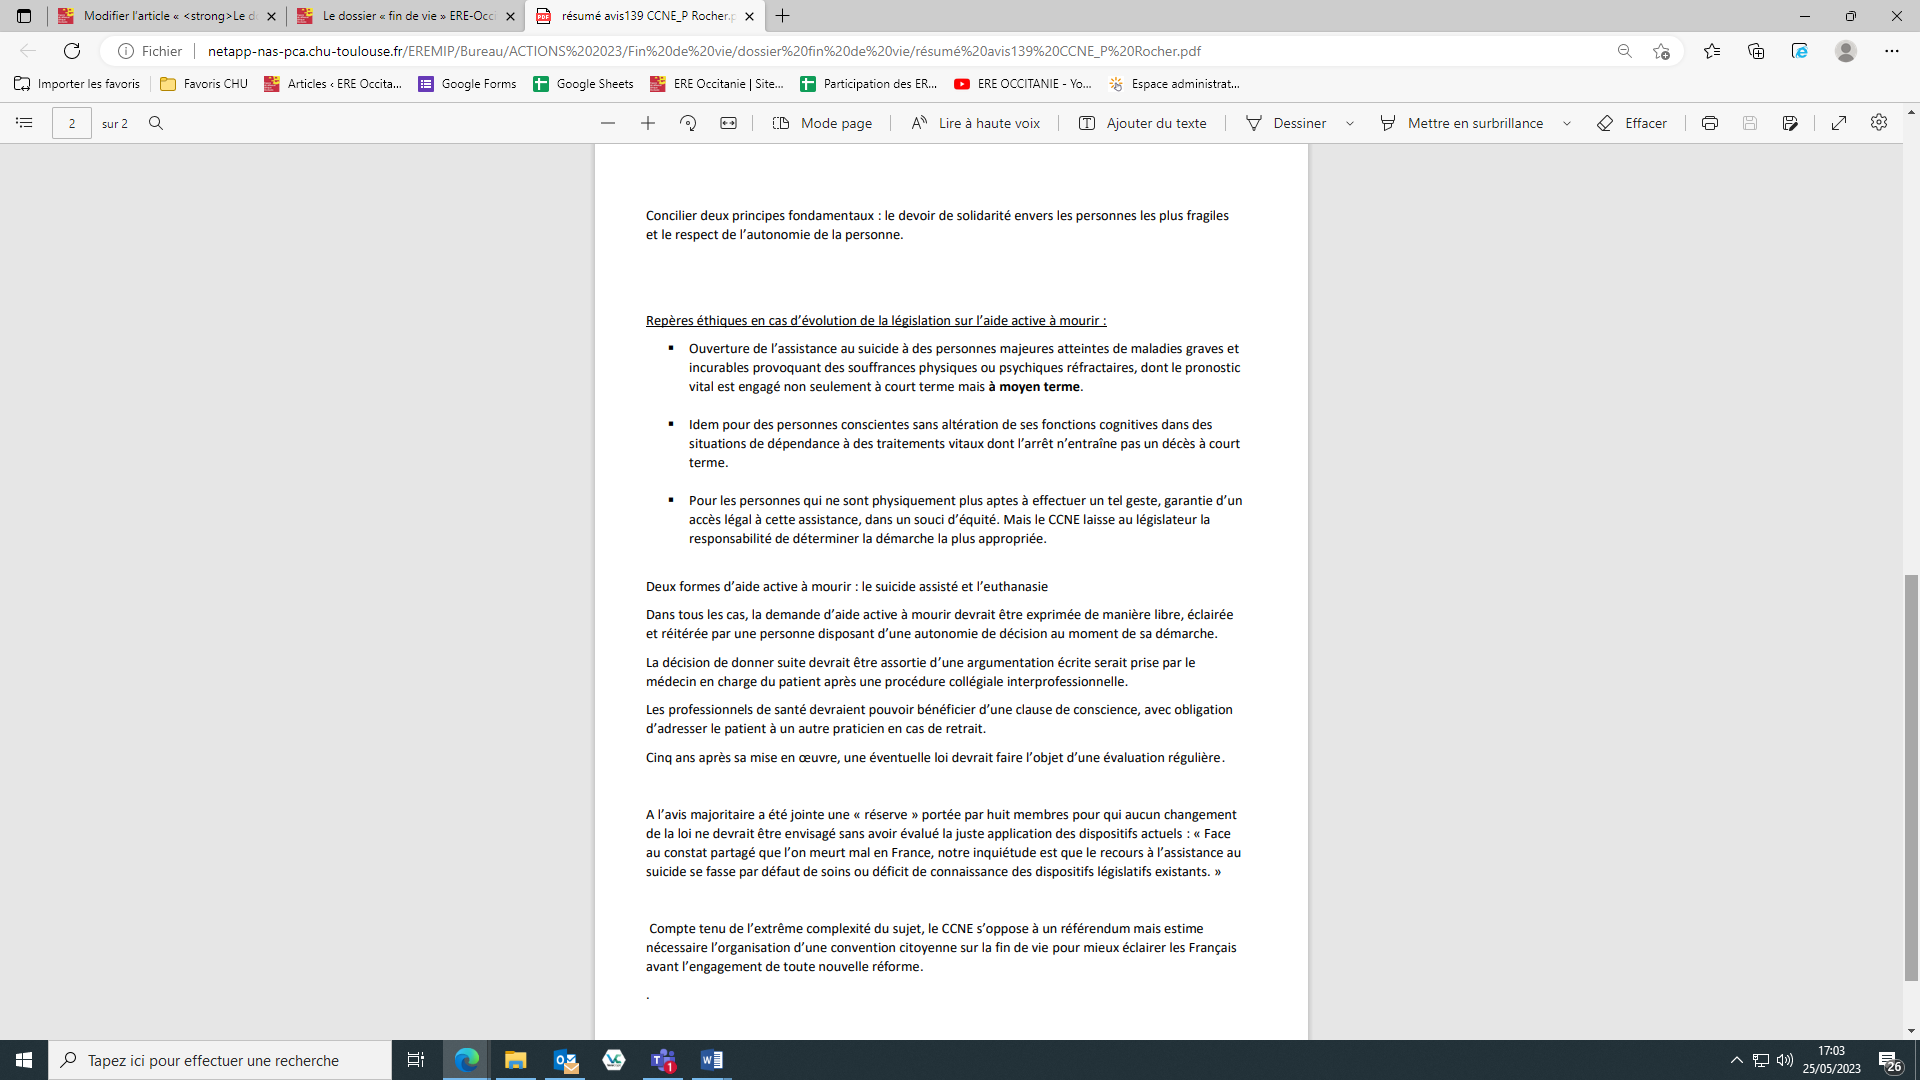 Modifier l'article « <strong>Le d
Le dossier « fin de vie » ERE-Occi
résumé avis139 CCNE_P Rocher.p
Fichier
netapp-nas-pca.chu-toulouse.fr/EREMIP/Bureau/ACTIONS%202023/Fin%20de%20vie/dossier%20fin%20de%20vie/résumé%20avis139%20CCNE_P%20Rocher.pdf
Importer les favoris
Favoris CHU
Articles ‹ ERE Occita...
Google Forms
Google Sheets
ERE Occitanie | Site...
Participation des ER...
ERE OCCITANIE - Yo...
Espace administrat...
2 sur 2
Mode page
Lire à haute voix
Ajouter du texte
Dessiner
Mettre en surbrillance
Effacer
Concilier deux principes fondamentaux : le devoir de solidarité envers les personnes les plus fragiles
et le respect de l’autonomie de la personne.
Repères éthiques en cas d’évolution de la législation sur l’aide active à mourir :
▪ Ouverture de l’assistance au suicide à des personnes majeures atteintes de maladies graves et
incurables provoquant des souffrances physiques ou psychiques réfractaires, dont le pronostic
vital est engagé non seulement à court terme mais à moyen terme.
▪ Idem pour des personnes conscientes sans altération de ses fonctions cognitives dans des
situations de dépendance à des traitements vitaux dont l’arrêt n’entraîne pas un décès à court
terme.
▪ Pour les personnes qui ne sont physiquement plus aptes à effectuer un tel geste, garantie d’un
accès légal à cette assistance, dans un souci d’équité. Mais le CCNE laisse au législateur la
responsabilité de déterminer la démarche la plus appropriée.
Deux formes d’aide active à mourir : le suicide assisté et l’euthanasie
Dans tous les cas, la demande d’aide active à mourir devrait être exprimée de manière libre, éclairée
et réitérée par une personne disposant d’une autonomie de décision au moment de sa démarche.
La décision de donner suite devrait être assortie d’une argumentation écrite serait prise par le
médecin en charge du patient après une procédure collégiale interprofessionnelle.
Les professionnels de santé devraient pouvoir bénéficier d’une clause de conscience, avec obligation
d’adresser le patient à un autre praticien en cas de retrait.
Cinq ans après sa mise en œuvre, une éventuelle loi devrait faire l’objet d’une évaluation régulière.
A l’avis majoritaire a été jointe une « réserve » portée par huit membres pour qui aucun changement
de la loi ne devrait être envisagé sans avoir évalué la juste application des dispositifs actuels : « Face
au constat partagé que l’on meurt mal en France, notre inquiétude est que le recours à l’assistance au
suicide se fasse par défaut de soins ou déficit de connaissance des dispositifs législatifs existants. »
Compte tenu de l’extrême complexité du sujet, le CCNE s’oppose à un référendum mais estime
nécessaire l’organisation d’une convention citoyenne sur la fin de vie pour mieux éclairer les Français
avant l’engagement de toute nouvelle réforme.
.
Tapez ici pour effectuer une recherche
17:03
25/05/2023
26